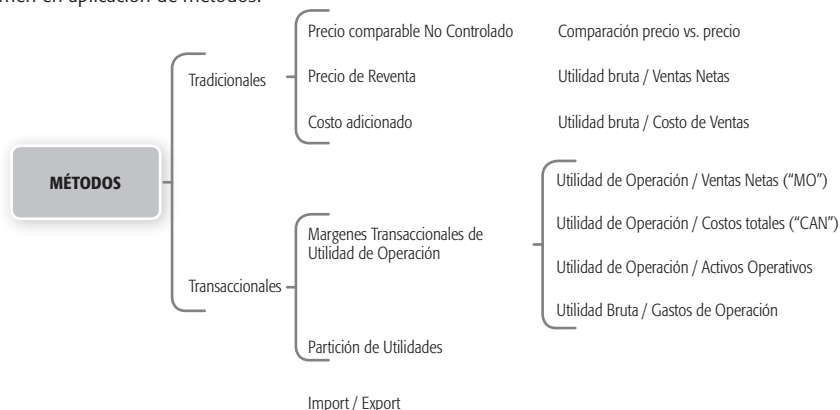 en aplicación de métodos.
MÉTODOS
Tradicionales
Precio comparable No Controlado
Comparación precio vs. precio
Precio de Reventa
Utilidad bruta / Ventas Netas
Costo adicionado
Utilidad bruta / Costo de Ventas
Transaccionales
Margenes Transaccionales de
Utilidad de Operación
Utilidad de Operación / Ventas Netas (“MO”)
Utilidad de Operación / Costos totales (“CAN”)
Utilidad de Operación / Activos Operativos
Utilidad Bruta / Gastos de Operación
Partición de Utilidades
Import / Export